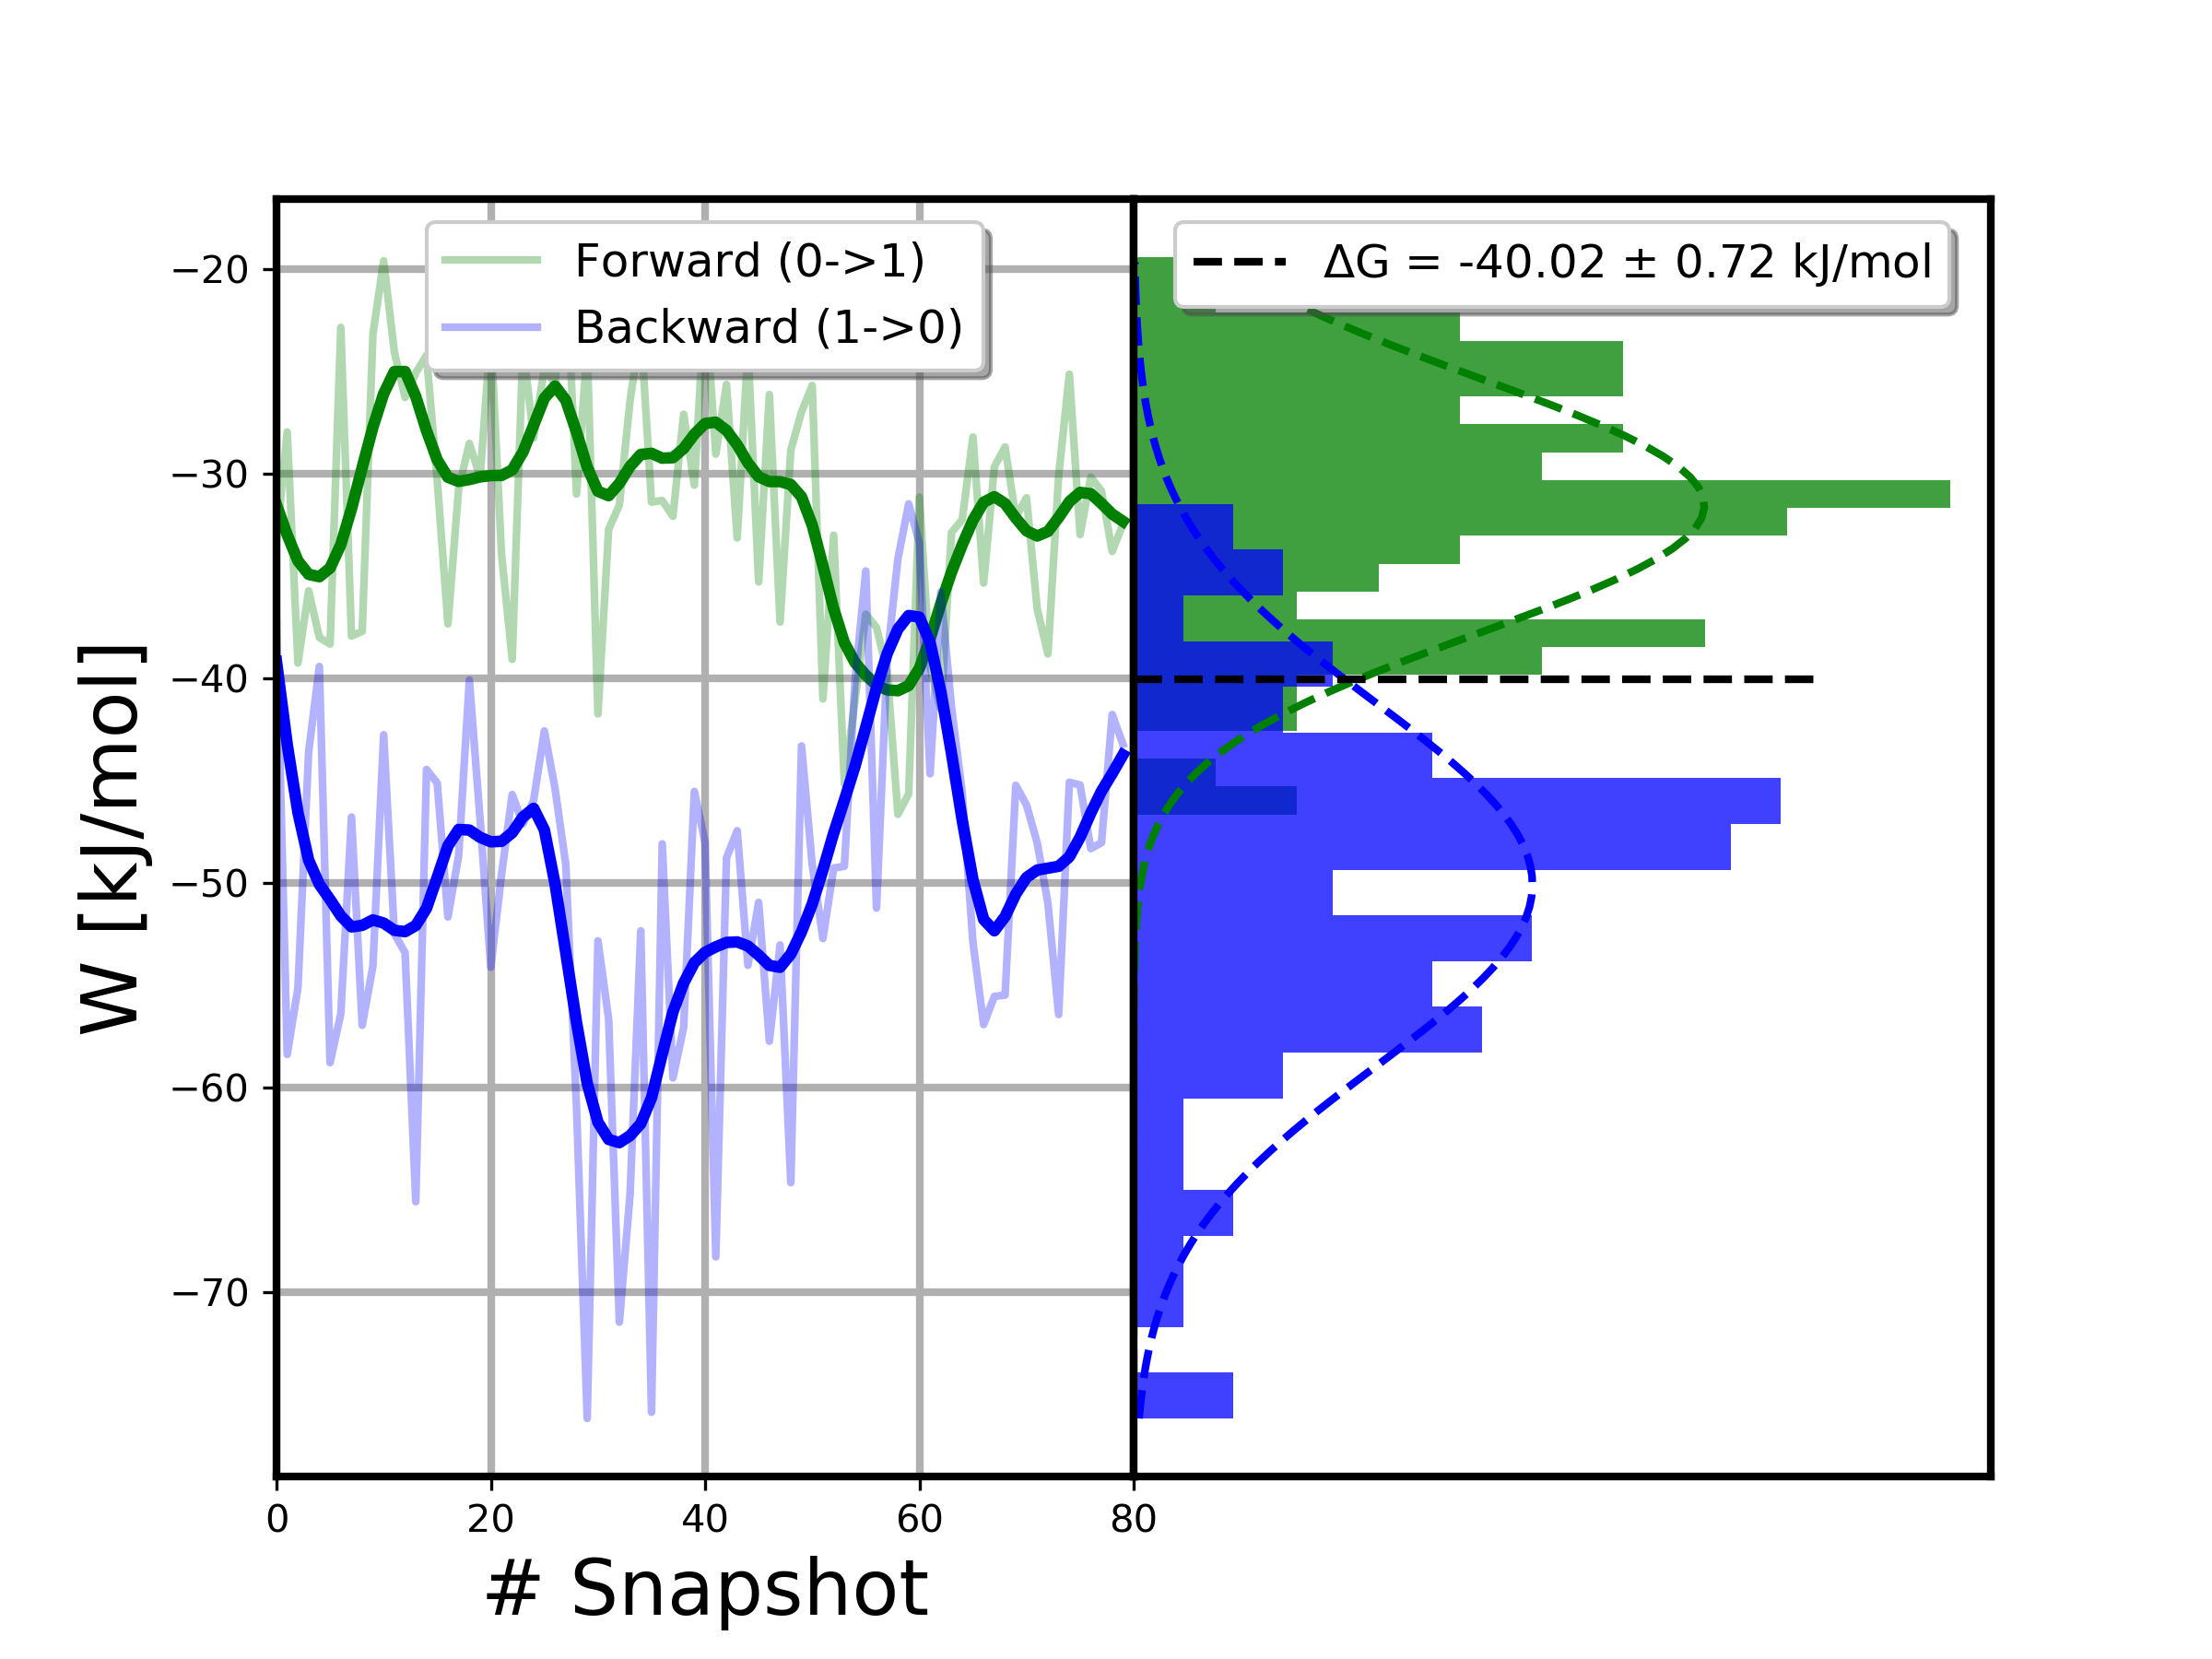 Forward (0->1)
Backward (1->0)
ΔG = -40.02 ± 0.72 kJ/mol
W [kJ/mol]
−20
−30
−40
−50
−60
−70
0 20 40 60 80
# Snapshot